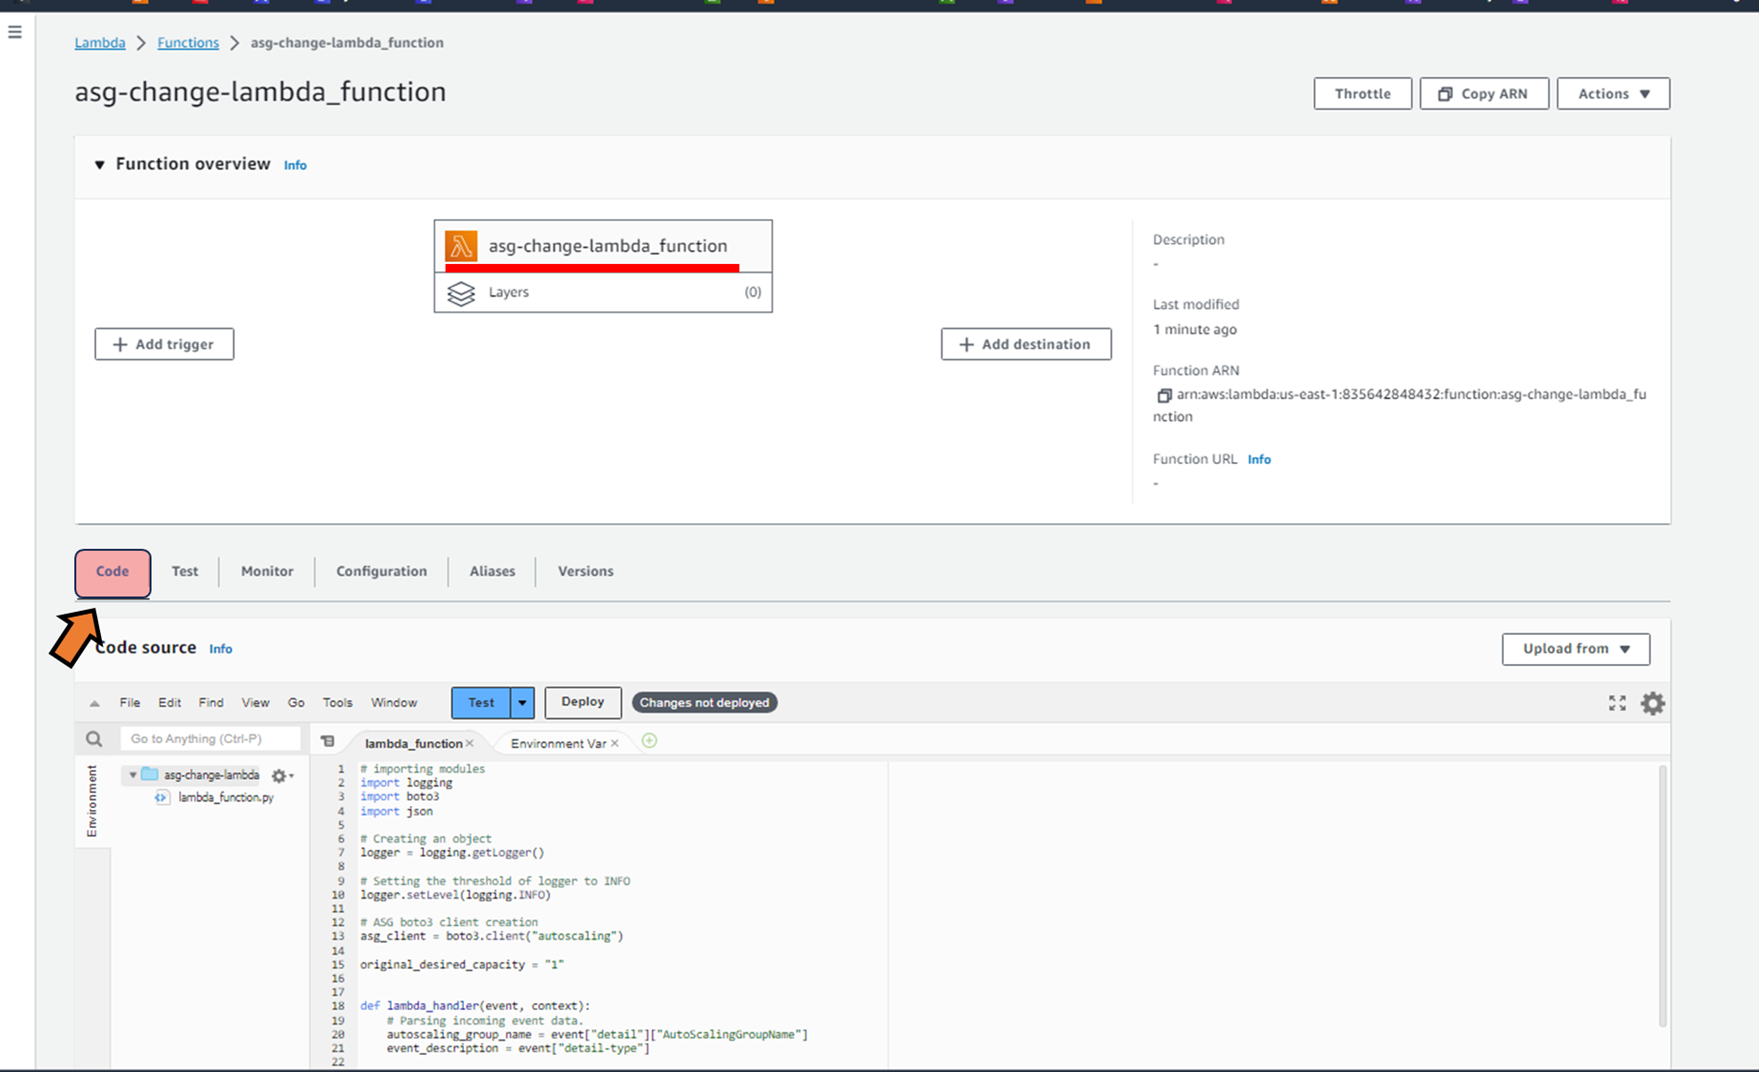 Lambda > Functions > asg-change-lambda_function
asg-change-lambda_function
Throttle
Copy ARN
Actions
Function overview Info
asg-change-lambda_function
Layers (0)
Add trigger
Add destination
Description
-
Last modified
1 minute ago
Function ARN
arn:aws:lambda:us-east-1:835642848432:function:asg-change-lambda_fu
nction
Function URL Info
-
Code
Test
Monitor
Configuration
Aliases
Versions
Code source Info
Upload from
File Edit Find View Go Tools Window
Test
Deploy
Changes not deployed
Go to Anything (Ctrl-P)
lambda_function
Environment Var
Environment
asg-change-lambda
lambda_function.py
1 # importing modules
2 import logging
3 import boto3
4 import json
5
6 # Creating an object
7 logger = logging.getLogger()
8
9 # Setting the threshold of logger to INFO
10 logger.setLevel(logging.INFO)
11
12 # ASG boto3 client creation
13 asg_client = boto3.client("autoscaling")
14
15 original_desired_capacity = "1"
16
17
18 def lambda_handler(event, context):
19 # Parsing incoming event data.
20 autoscaling_group_name = event["detail"]["AutoScalingGroupName"]
21 event_description = event["detail-type"]
22